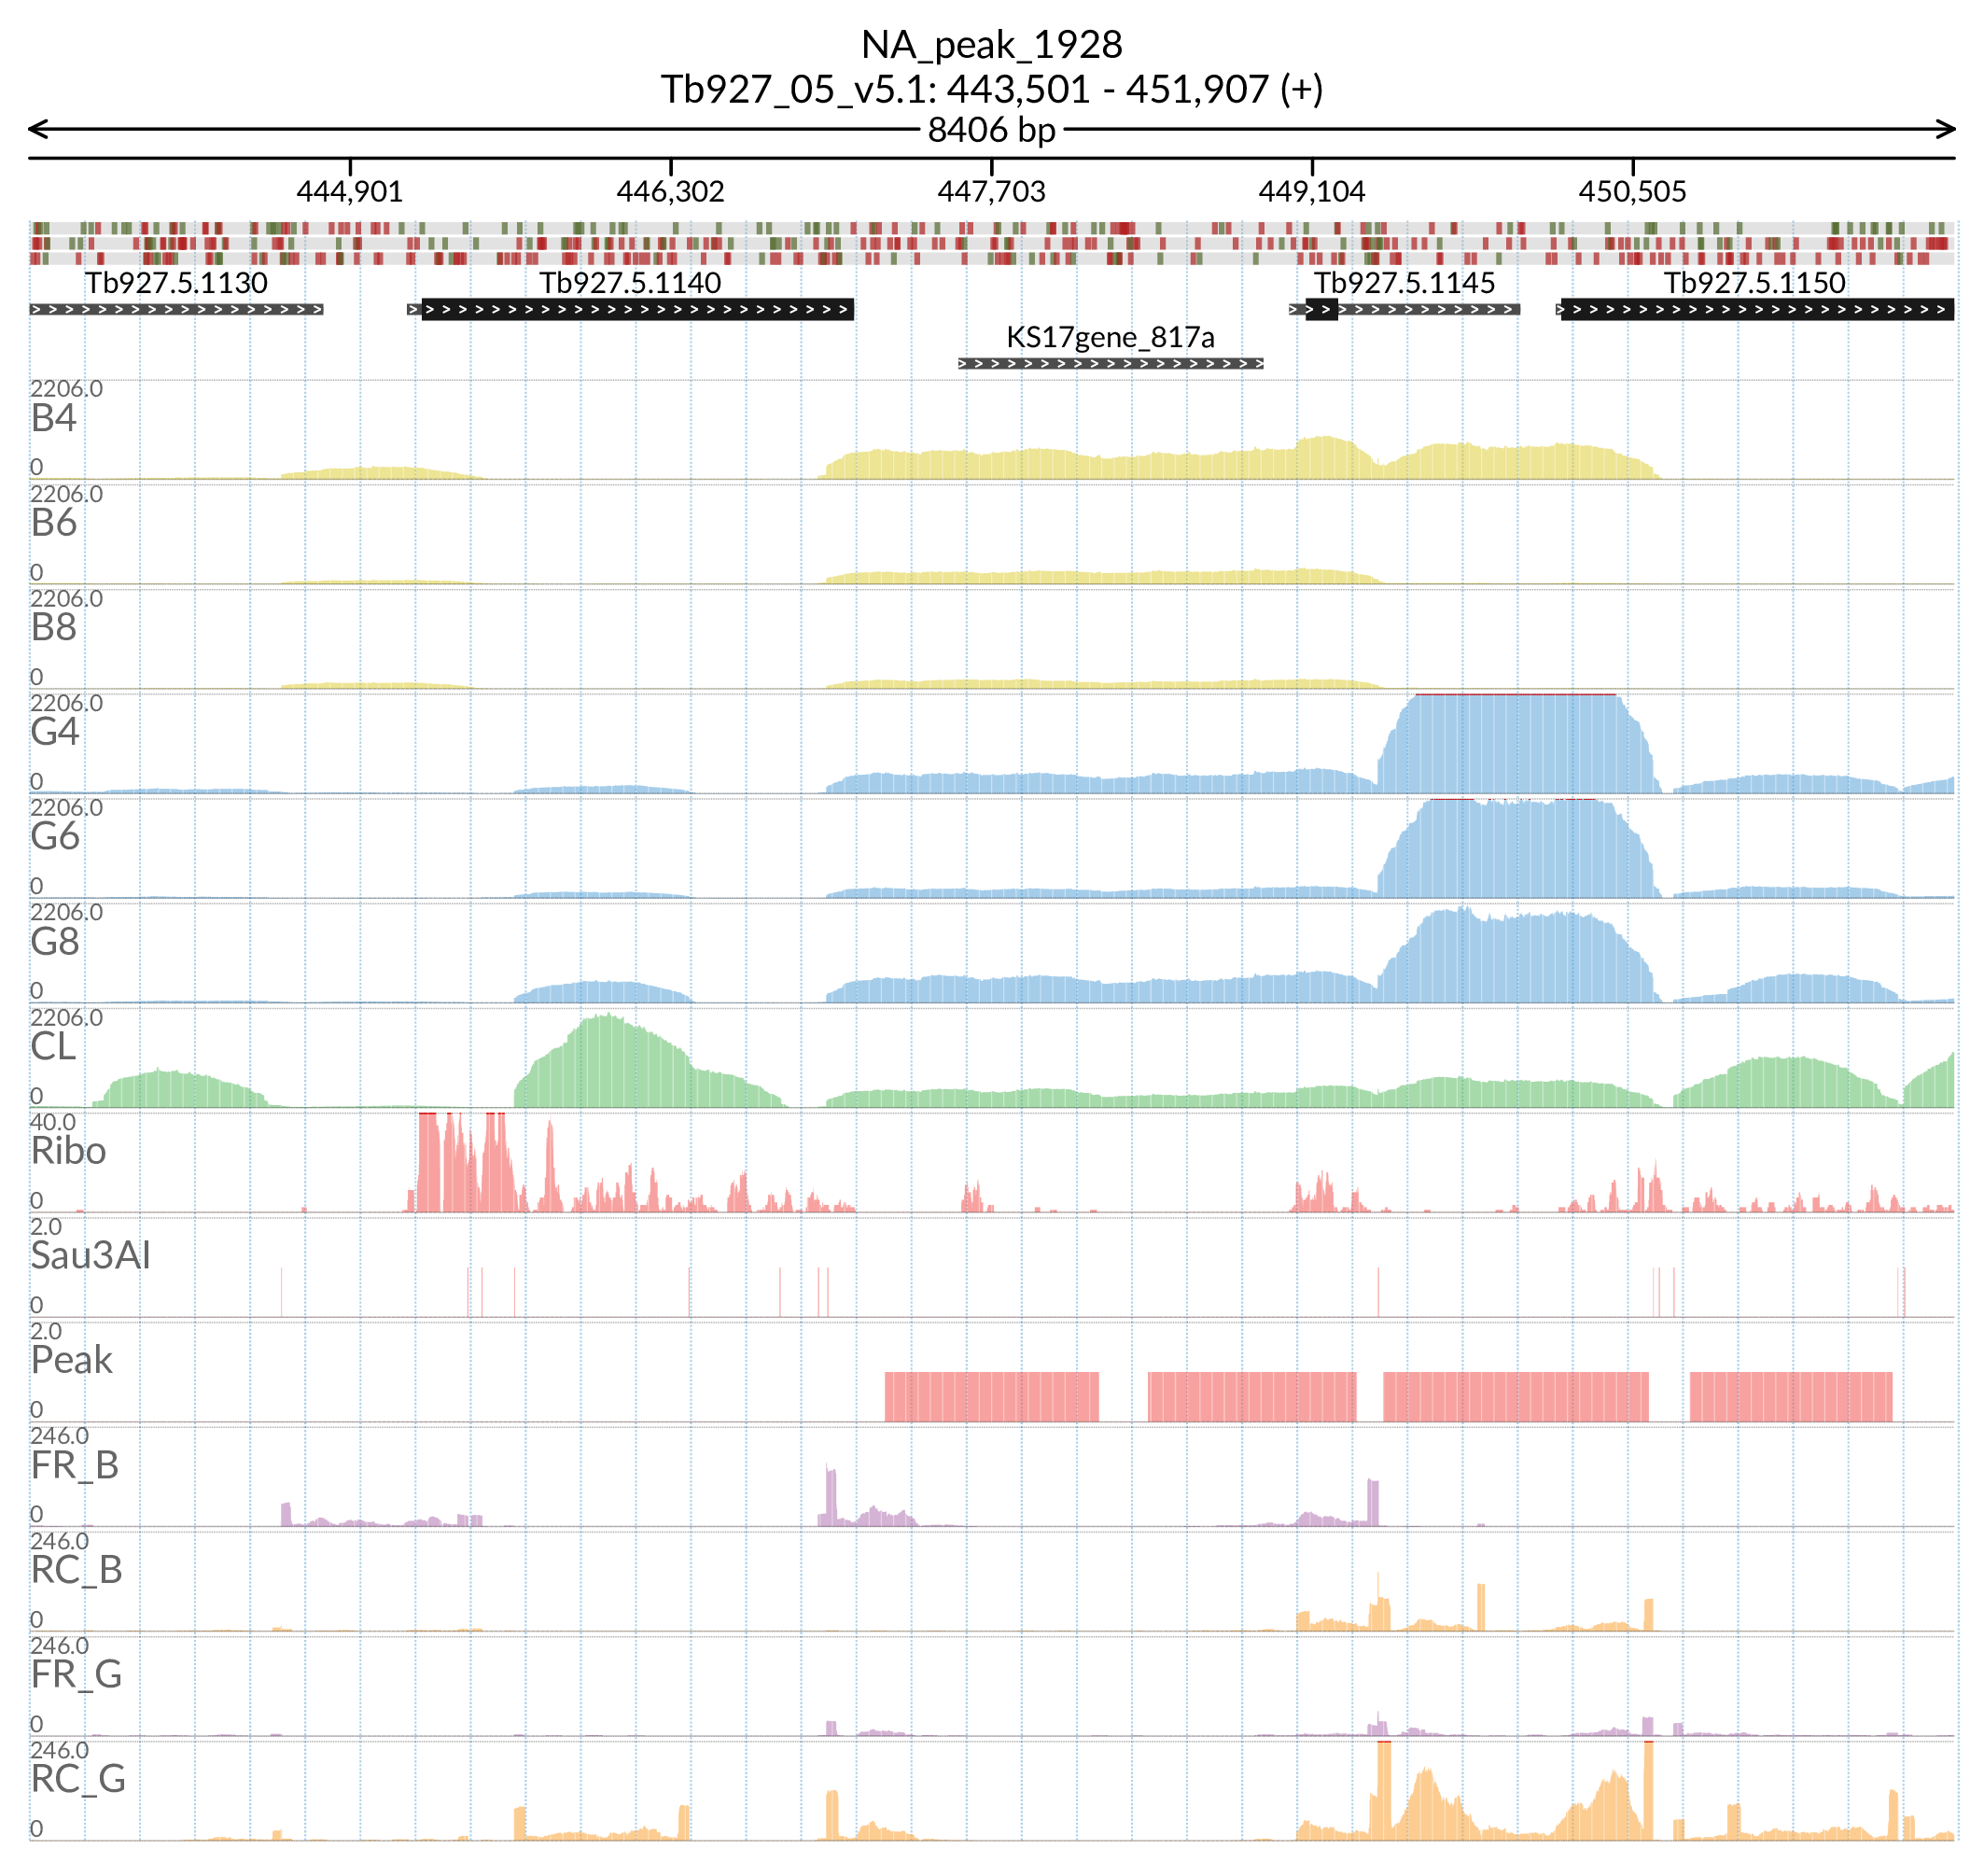 NA_peak_1928
Tb927_05_v5.1: 443,501 - 451,907 (+)
8406 bp
444,901 446,302 447,703 449,104 450,505
Tb927.5.1130 Tb927.5.1140 Tb927.5.1145 Tb927.5.1150
KS17gene_817a
2206.0
B4
0
2206.0
B6
0
2206.0
B8
0
2206.0
G4
0
2206.0
G6
0
2206.0
G8
0
2206.0
CL
0
40.0
Ribo
0
2.0
Sau3AI
0
2.0
Peak
0
246.0
FR_B
0
246.0
RC_B
0
246.0
FR_G
0
246.0
RC_G
0